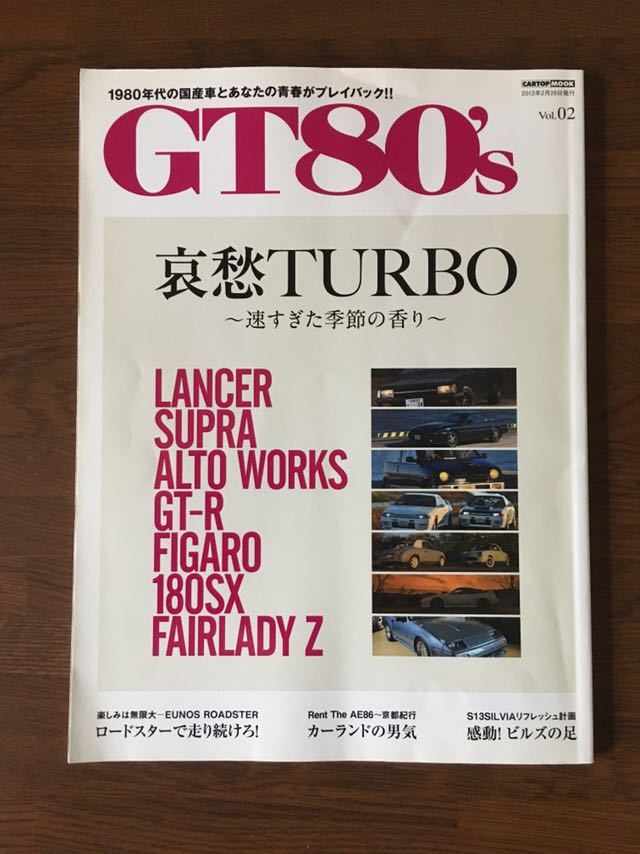 1980年代の国産車とあなたの青春がプレイバック!!
CARTOP MOOK
2013年2月26日発行
Vol.02
GT80's
哀愁TURBO
〜速すぎた季節の香り〜
LANCER
SUPRA
ALTO WORKS
GT-R
FIGARO
180SX
FAIRLADY Z
楽しみは無限大―EUNOS ROADSTER
ロードスターで走り続けろ!
Rent The AE86〜京都紀行
カーランドの男気
S13SILVIAリフレッシュ計画
感動!ビルズの足